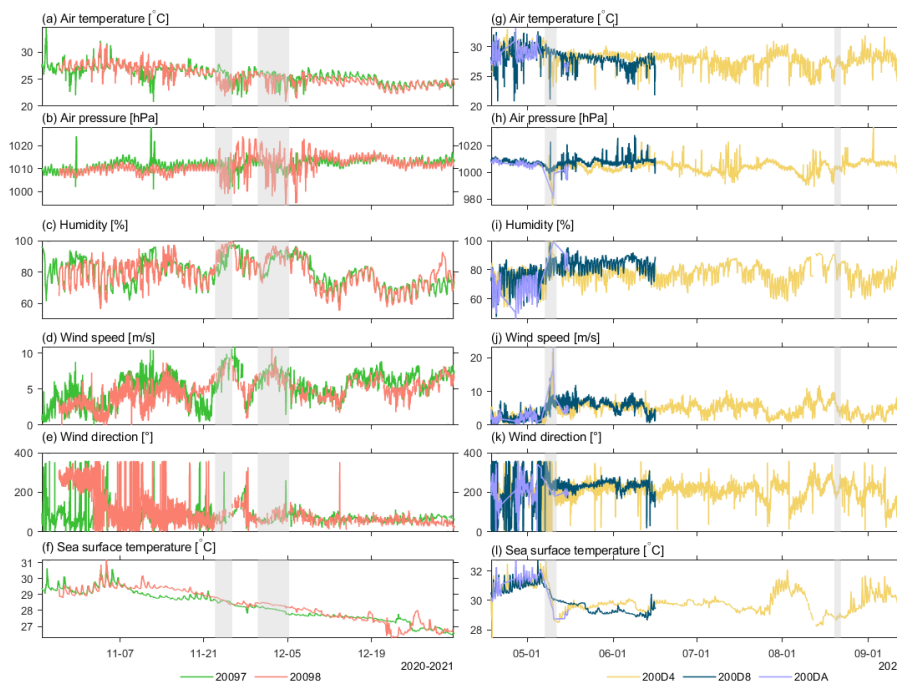 (a) Air temperature [°C]
30
25
20
(b) Air pressure [hPa]
1020
1010
1000
(c) Humidity [%]
100
80
60
(d) Wind speed [m/s]
10
5
0
(e) Wind direction [°]
400
200
0
(f) Sea surface temperature [°C]
31
30
29
28
27
11-07 11-21 12-05 12-19
2020-2021
20097 20098
(g) Air temperature [°C]
30
25
20
(h) Air pressure [hPa]
1020
1000
980
(i) Humidity [%]
100
80
60
(j) Wind speed [m/s]
20
10
0
(k) Wind direction [°]
400
200
0
(l) Sea surface temperature [°C]
32
30
28
05-01 06-01 07-01 08-01 09-01
202
200D4 200D8 200DA